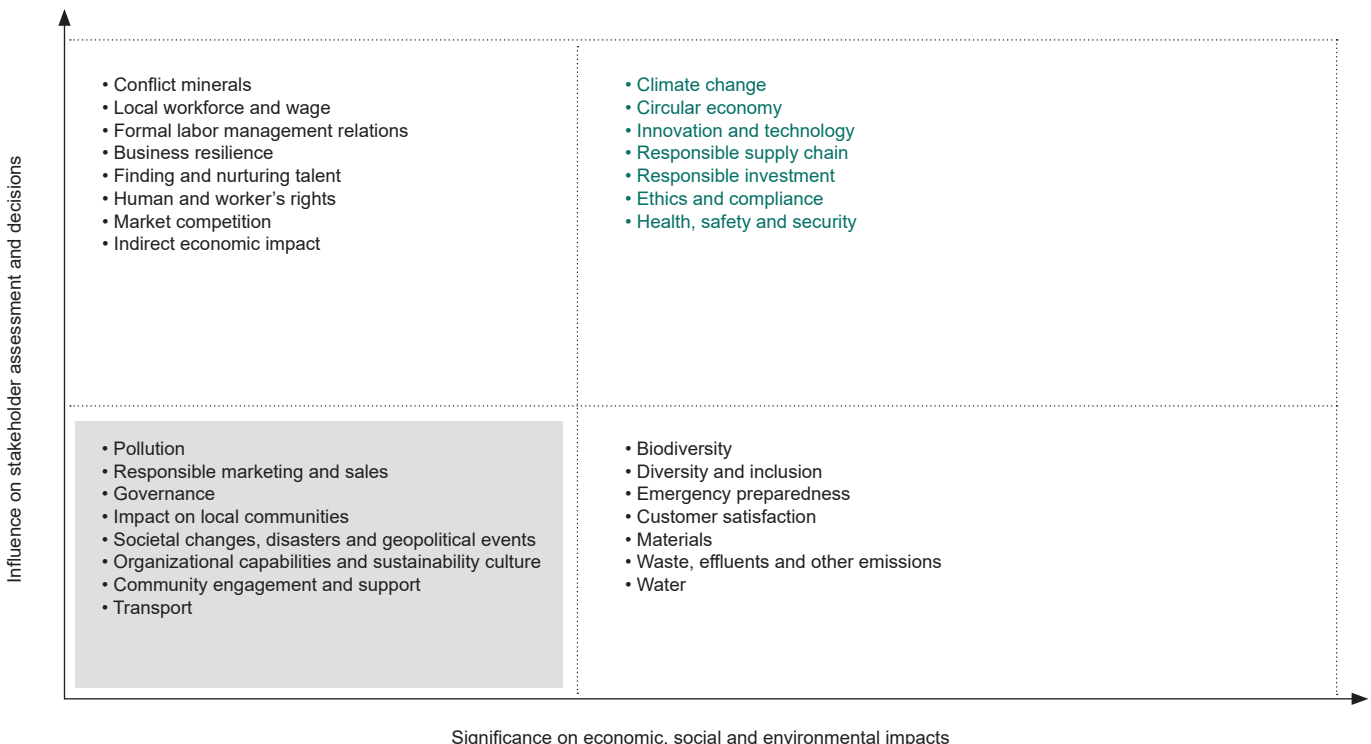 Influence on stakeholder assessment and decisions
• Conflict minerals
• Local workforce and wage
• Formal labor management relations
• Business resilience
• Finding and nurturing talent
• Human and worker’s rights
• Market competition
• Indirect economic impact
• Climate change
• Circular economy
• Innovation and technology
• Responsible supply chain
• Responsible investment
• Ethics and compliance
• Health, safety and security
• Pollution
• Responsible marketing and sales
• Governance
• Impact on local communities
• Societal changes, disasters and geopolitical events
• Organizational capabilities and sustainability culture
• Community engagement and support
• Transport
• Biodiversity
• Diversity and inclusion
• Emergency preparedness
• Customer satisfaction
• Materials
• Waste, effluents and other emissions
• Water
Significance on economic, social and environmental impacts